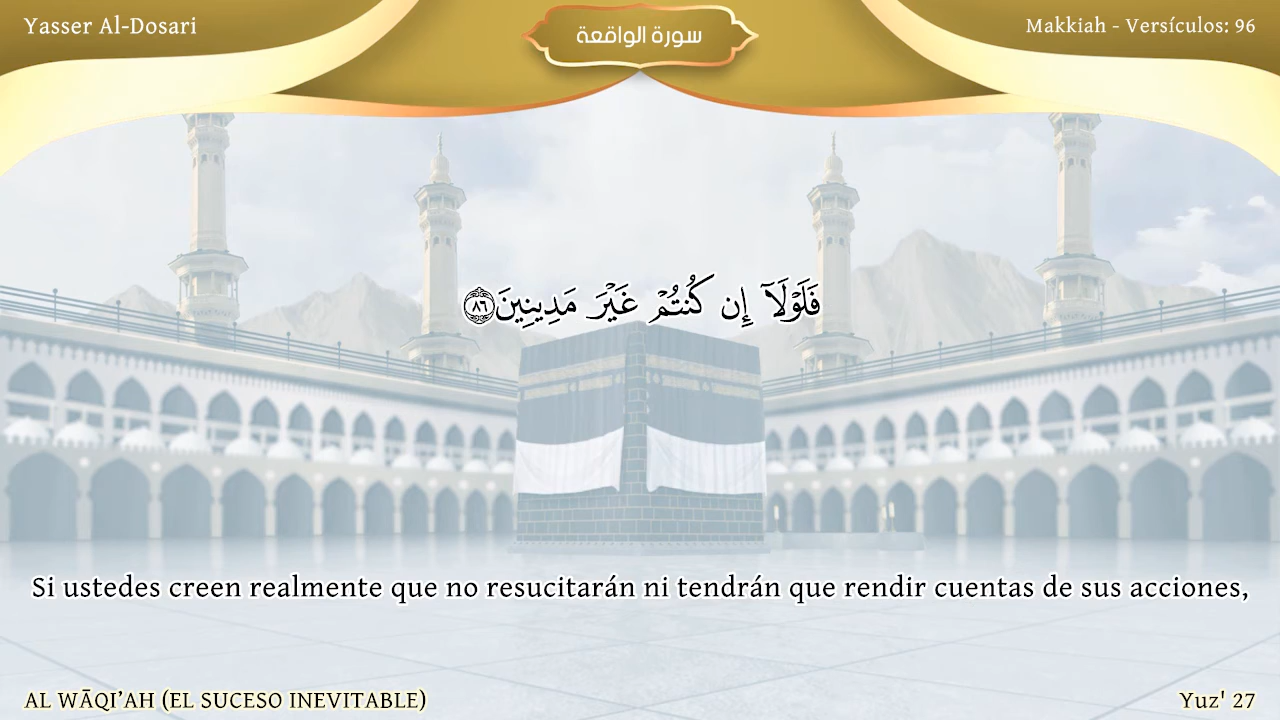 Yasser Al-Dosari
سورة الواقعة
Makkiah - Versículos: 96
فَلَوْلَآ إِن كُنتُمْ غَيْرَ مَدِينِينَ ٨٦
Si ustedes creen realmente que no resucitarán ni tendrán que rendir cuentas de sus acciones,
AL WĀQI’AH (EL SUCESO INEVITABLE)
Yuz' 27